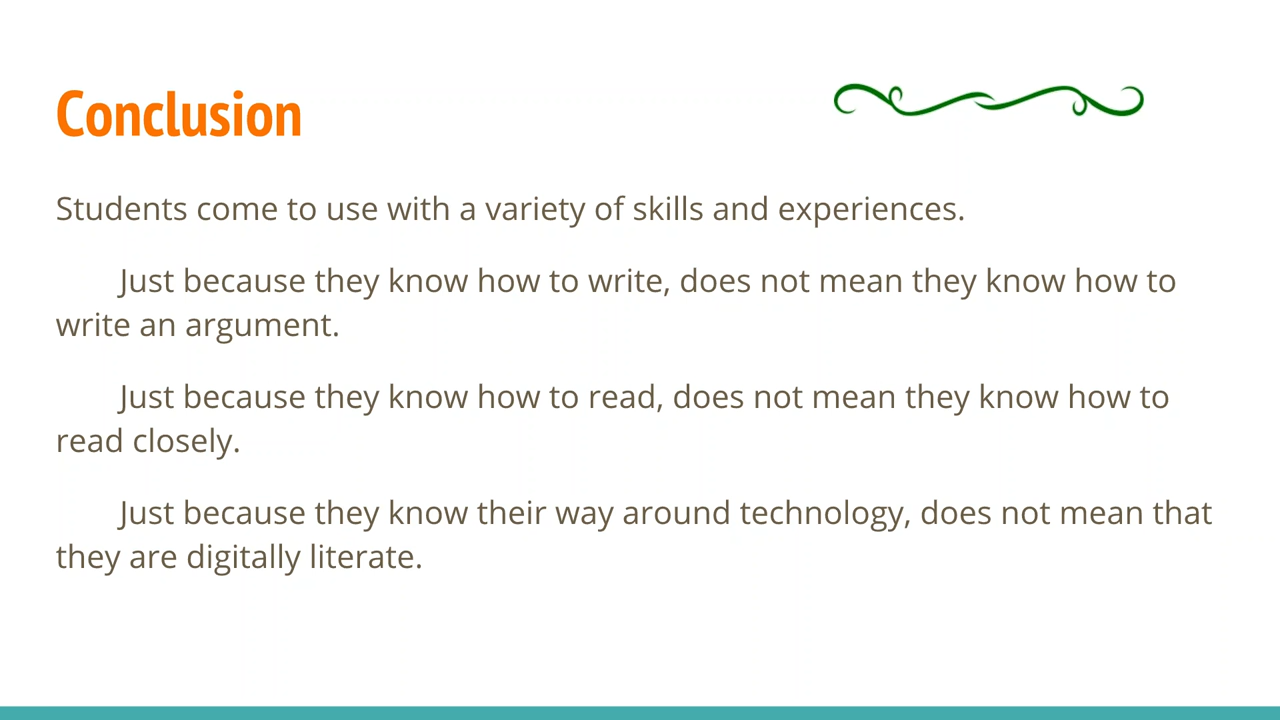 Conclusion
Students come to use with a variety of skills and experiences.
Just because they know how to write, does not mean they know how to
write an argument.
Just because they know how to read, does not mean they know how to
read closely.
Just because they know their way around technology, does not mean that
they are digitally literate.